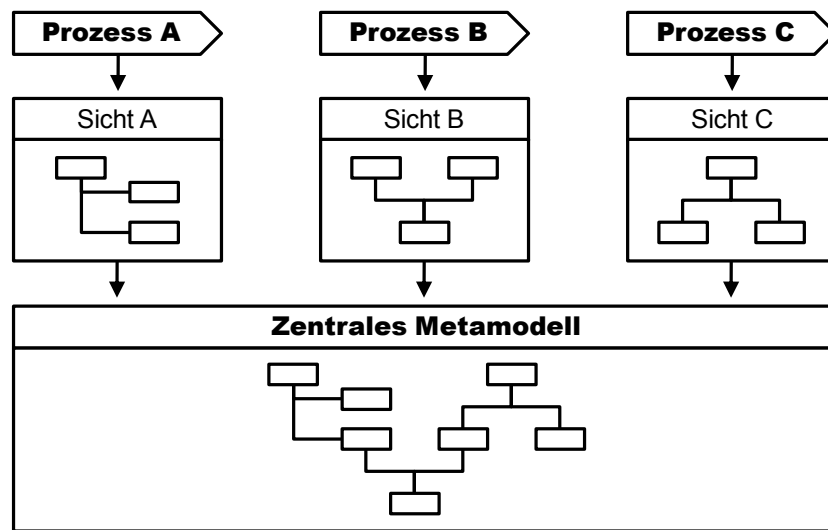 Prozess A
Prozess B
Prozess C
Sicht A
Sicht B
Sicht C
Zentrales Metamodell